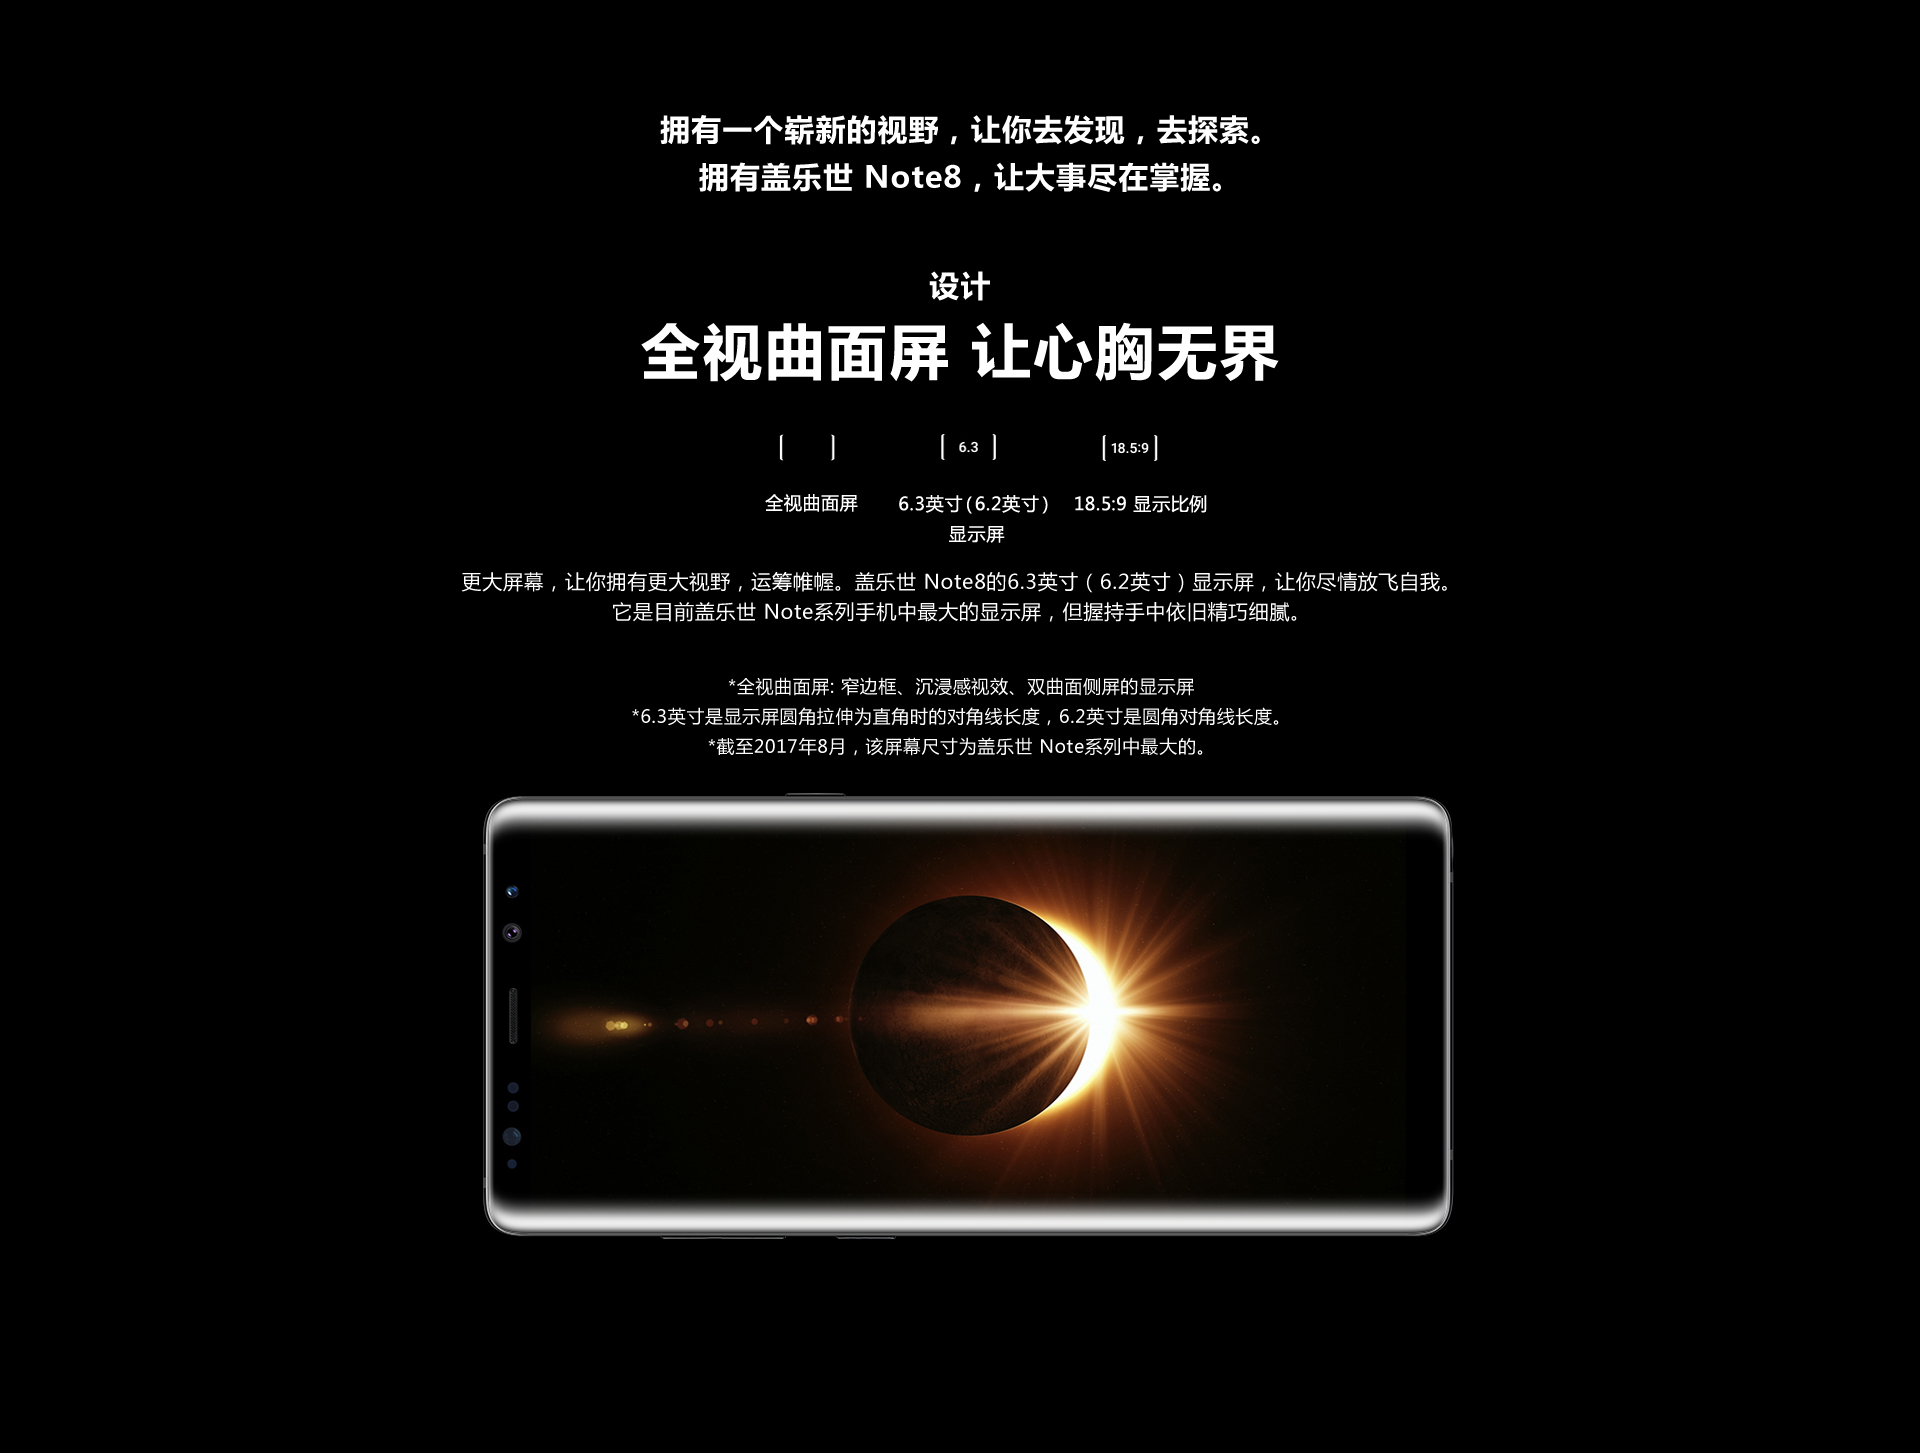 拥有一个崭新的视野，让你去发现，去探索。
拥有盖乐世 Note8，让大事尽在掌握。
设计
全视曲面屏 让心胸无界
6.3
18.5:9
全视曲面屏
6.3英寸(6.2英寸)
显示屏
18.5:9 显示比例
更大屏幕，让你拥有更大视野，运筹帷幄。盖乐世 Note8的6.3英寸（6.2英寸）显示屏，让你尽情放飞自我。
它是目前盖乐世 Note系列手机中最大的显示屏，但握持手中依旧精巧细腻。
*全视曲面屏: 窄边框、沉浸感视效、双曲面侧屏的显示屏
*6.3英寸是显示屏圆角拉伸为直角时的对角线长度，6.2英寸是圆角对角线长度。
*截至2017年8月，该屏幕尺寸为盖乐世 Note系列中最大的。